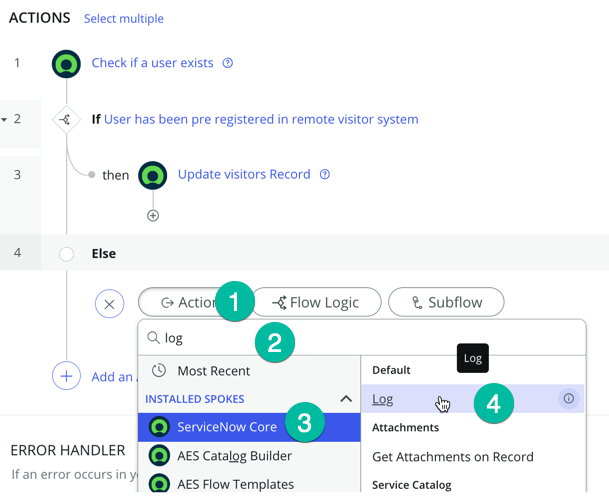 ACTIONS Select multiple
1 Check if a user exists
2 If User has been pre registered in remote visitor system
3 then Update visitors Record
4 Else
Action 1 Flow Logic Subflow
log 2
Log
Most Recent
Default
INSTALLED SPOKES
Log 4
ServiceNow Core 3
Attachments
AES Catalog Builder
Get Attachments on Record
AES Flow Templates
Service Catalog
Add an
ERROR HANDLER
If an error occurs in